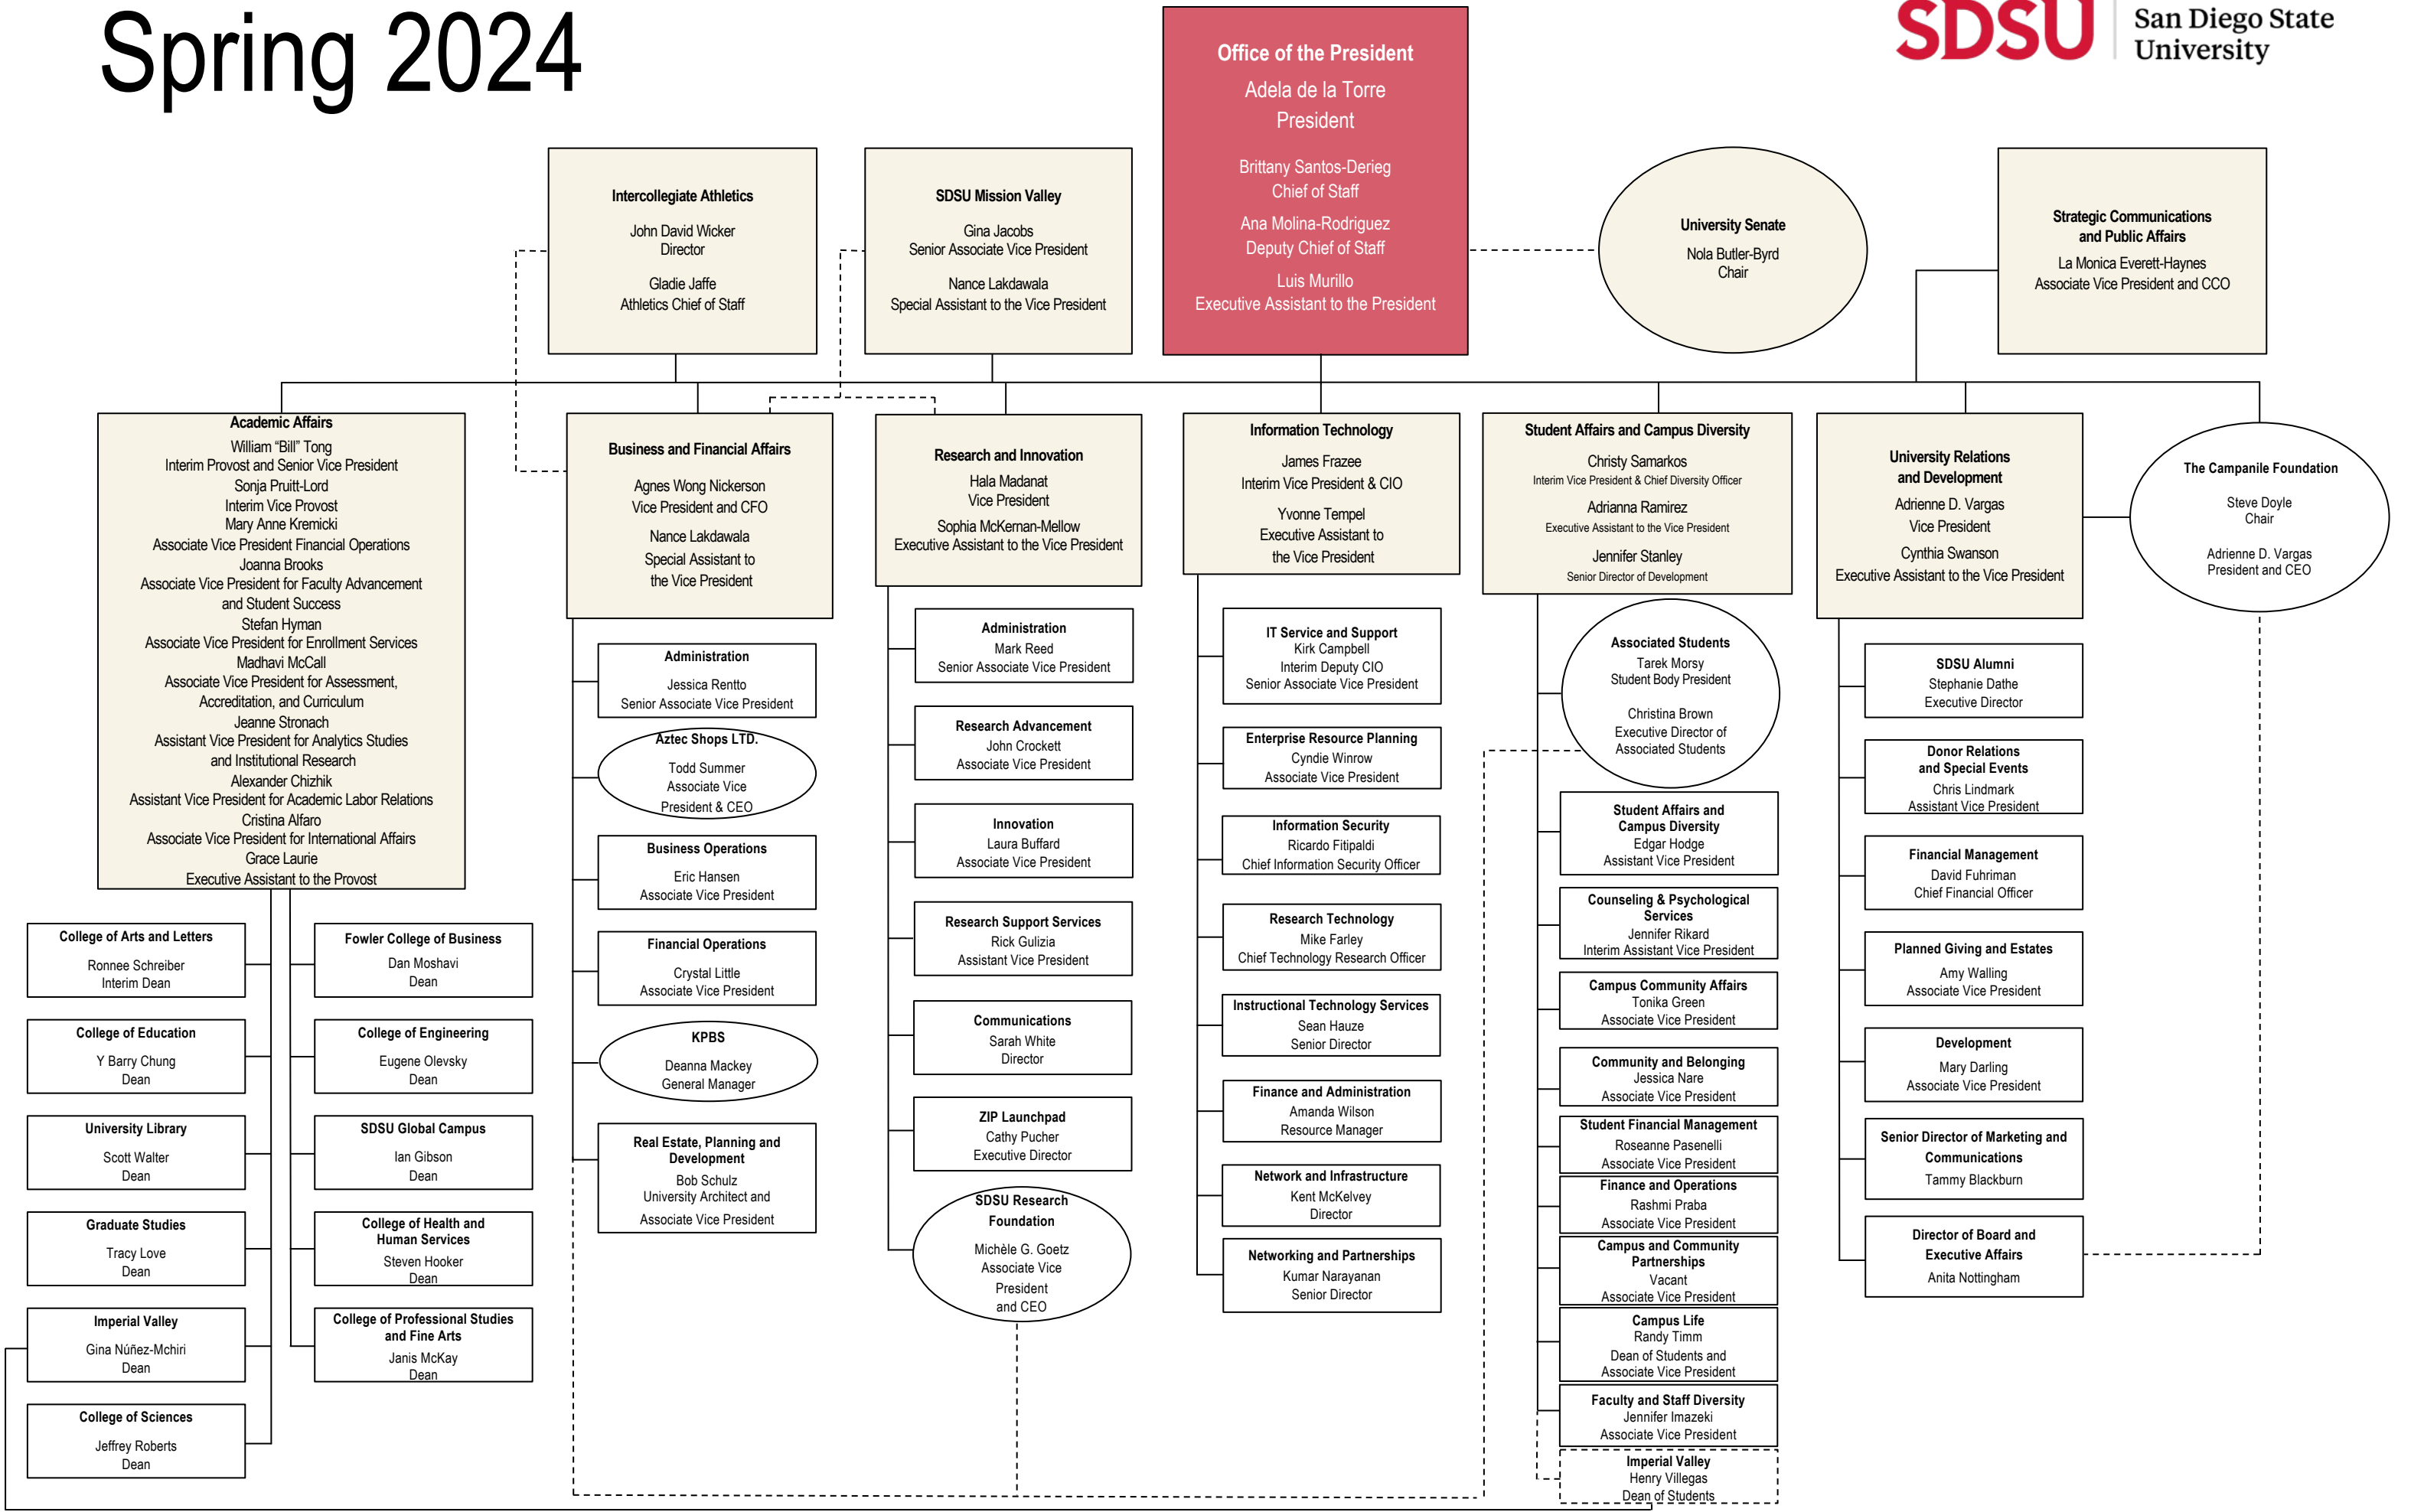 Spring 2024
SDSU
San Diego State
University
Office of the President
Adela de la Torre
President
Brittany Santos-Derieg
Chief of Staff
Ana Molina-Rodriguez
Deputy Chief of Staff
Luis Murillo
Executive Assistant to the President
Intercollegiate Athletics
John David Wicker
Director
Gladie Jaffe
Athletics Chief of Staff
SDSU Mission Valley
Gina Jacobs
Senior Associate Vice President
Nance Lakdawala
Special Assistant to the Vice President
University Senate
Nola Butler-Byrd
Chair
Strategic Communications
and Public Affairs
La Monica Everett-Haynes
Associate Vice President and CCO
Academic Affairs
William “Bill” Tong
Interim Provost and Senior Vice President
Sonja Pruitt-Lord
Interim Vice Provost
Mary Anne Kremicki
Associate Vice President Financial Operations
Joanna Brooks
Associate Vice President for Faculty Advancement
and Student Success
Stefan Hyman
Associate Vice President for Enrollment Services
Madhavi McCall
Associate Vice President for Assessment,
Accreditation, and Curriculum
Jeanne Stronach
Assistant Vice President for Analytics Studies
and Institutional Research
Alexander Chizhik
Assistant Vice President for Academic Labor Relations
Cristina Alfaro
Associate Vice President for International Affairs
Grace Laurie
Executive Assistant to the Provost
College of Arts and Letters
Ronnee Schreiber
Interim Dean
College of Education
Y Barry Chung
Dean
University Library
Scott Walter
Dean
Graduate Studies
Tracy Love
Dean
Imperial Valley
Gina Núñez-Mchiri
Dean
College of Sciences
Jeffrey Roberts
Dean
Fowler College of Business
Dan Moshavi
Dean
College of Engineering
Eugene Olevsky
Dean
SDSU Global Campus
Ian Gibson
Dean
College of Health and
Human Services
Steven Hooker
Dean
College of Professional Studies
and Fine Arts
Janis McKay
Dean
Business and Financial Affairs
Agnes Wong Nickerson
Vice President and CFO
Nance Lakdawala
Special Assistant to
the Vice President
Administration
Jessica Rentto
Senior Associate Vice President
Aztec Shops LTD.
Todd Summer
Associate Vice
President & CEO
Business Operations
Eric Hansen
Associate Vice President
Financial Operations
Crystal Little
Associate Vice President
KPBS
Deanna Mackey
General Manager
Real Estate, Planning and
Development
Bob Schulz
University Architect and
Associate Vice President
Research and Innovation
Hala Madanat
Vice President
Sophia McKernan-Mellow
Executive Assistant to the Vice President
Administration
Mark Reed
Senior Associate Vice President
Research Advancement
John Crockett
Associate Vice President
Innovation
Laura Buffard
Associate Vice President
Research Support Services
Rick Gulizia
Assistant Vice President
Communications
Sarah White
Director
ZIP Launchpad
Cathy Pucher
Executive Director
SDSU Research
Foundation
Michèle G. Goetz
Associate Vice
President
and CEO
Information Technology
James Frazee
Interim Vice President & CIO
Yvonne Tempel
Executive Assistant to
the Vice President
IT Service and Support
Kirk Campbell
Interim Deputy CIO
Senior Associate Vice President
Enterprise Resource Planning
Cyndie Winrow
Associate Vice President
Information Security
Ricardo Fitipaldi
Chief Information Security Officer
Research Technology
Mike Farley
Chief Technology Research Officer
Instructional Technology Services
Sean Hauze
Senior Director
Finance and Administration
Amanda Wilson
Resource Manager
Network and Infrastructure
Kent McKelvey
Director
Networking and Partnerships
Kumar Narayanan
Senior Director
Student Affairs and Campus Diversity
Christy Samarkos
Interim Vice President & Chief Diversity Officer
Adrianna Ramirez
Executive Assistant to the Vice President
Jennifer Stanley
Senior Director of Development
Associated Students
Tarek Morsy
Student Body President
Christina Brown
Executive Director of
Associated Students
Student Affairs and
Campus Diversity
Edgar Hodge
Assistant Vice President
Counseling & Psychological
Services
Jennifer Rikard
Interim Assistant Vice President
Campus Community Affairs
Tonika Green
Associate Vice President
Community and Belonging
Jessica Nare
Associate Vice President
Student Financial Management
Roseanne Pasenelli
Associate Vice President
Finance and Operations
Rashmi Praba
Associate Vice President
Campus and Community
Partnerships
Vacant
Associate Vice President
Campus Life
Randy Timm
Dean of Students and
Associate Vice President
Faculty and Staff Diversity
Jennifer Imazeki
Associate Vice President
Imperial Valley
Henry Villegas
Dean of Students
University Relations
and Development
Adrienne D. Vargas
Vice President
Cynthia Swanson
Executive Assistant to the Vice President
SDSU Alumni
Stephanie Dathe
Executive Director
Donor Relations
and Special Events
Chris Lindmark
Assistant Vice President
Financial Management
David Fuhriman
Chief Financial Officer
Planned Giving and Estates
Amy Walling
Associate Vice President
Development
Mary Darling
Associate Vice President
Senior Director of Marketing and
Communications
Tammy Blackburn
Director of Board and
Executive Affairs
Anita Nottingham
The Campanile Foundation
Steve Doyle
Chair
Adrienne D. Vargas
President and CEO